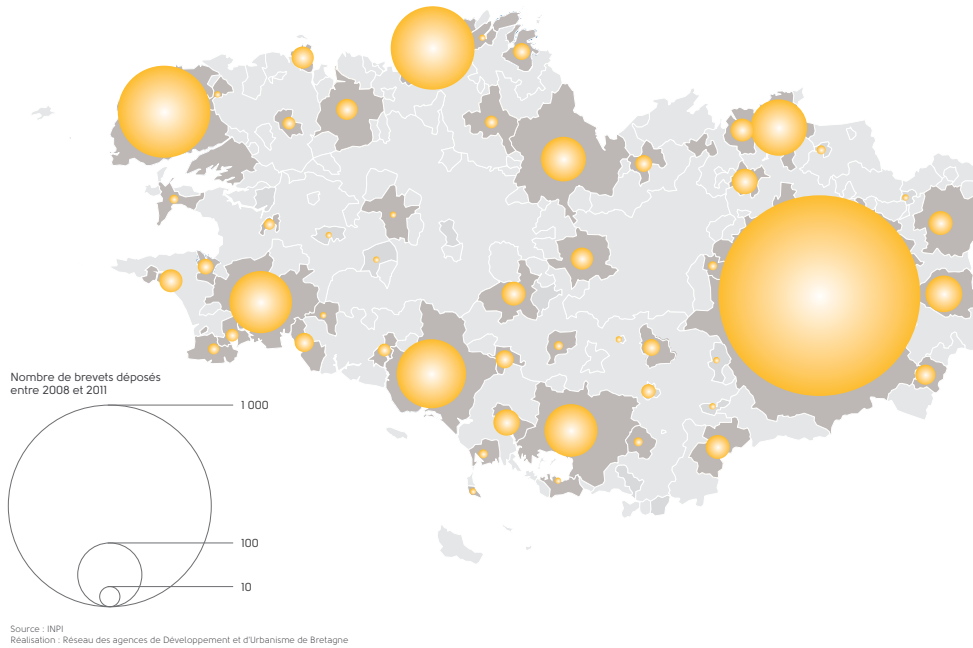 Nombre de brevets déposés
entre 2008 et 2011
1 000
100
10
Source : INPI
Réalisation : Réseau des agences de Développement et d'Urbanisme de Bretagne